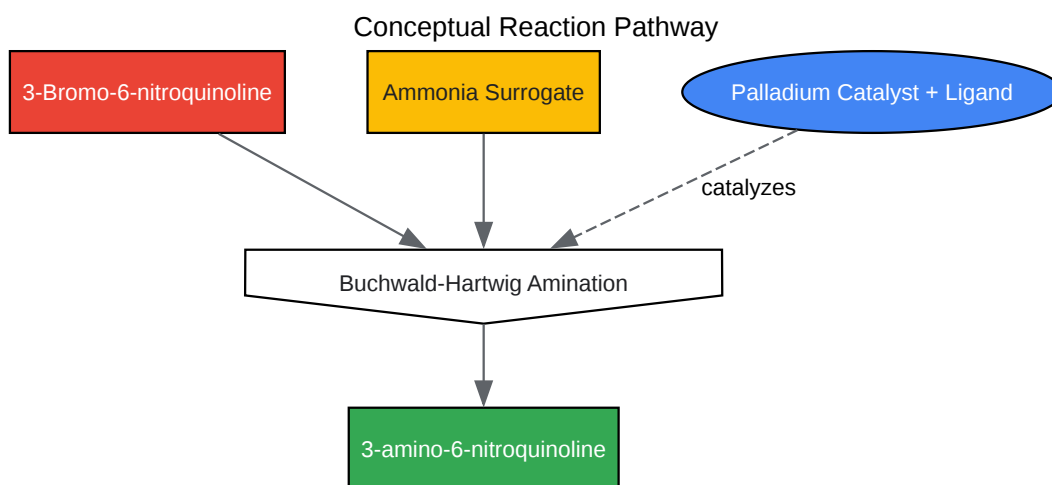 Conceptual Reaction Pathway
3-Bromo-6-nitroquinoline
Ammonia Surrogate
Palladium Catalyst + Ligand
catalyzes
Buchwald-Hartwig Amination
3-amino-6-nitroquinoline